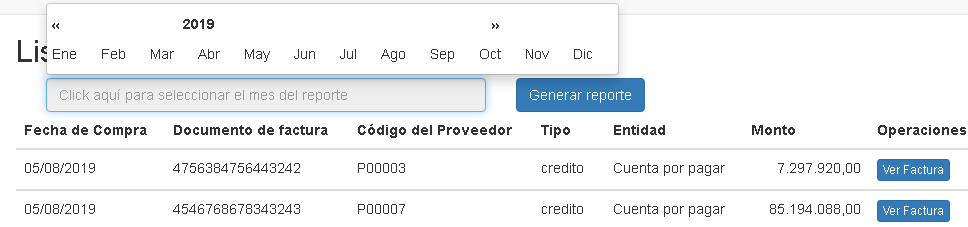 « 2019 »
Lis
Ene Feb Mar Abr May Jun Jul Ago Sep Oct Nov Dic
Click aquí para seleccionar el mes del reporte Generar reporte
Fecha de Compra Documento de factura Código del Proveedor Tipo Entidad Monto Operaciones
05/08/2019 4756384756443242 P00003 credito Cuenta por pagar 7.297.920,00 Ver Factura
05/08/2019 4546768678343243 P00007 credito Cuenta por pagar 85.194.088,00 Ver Factura